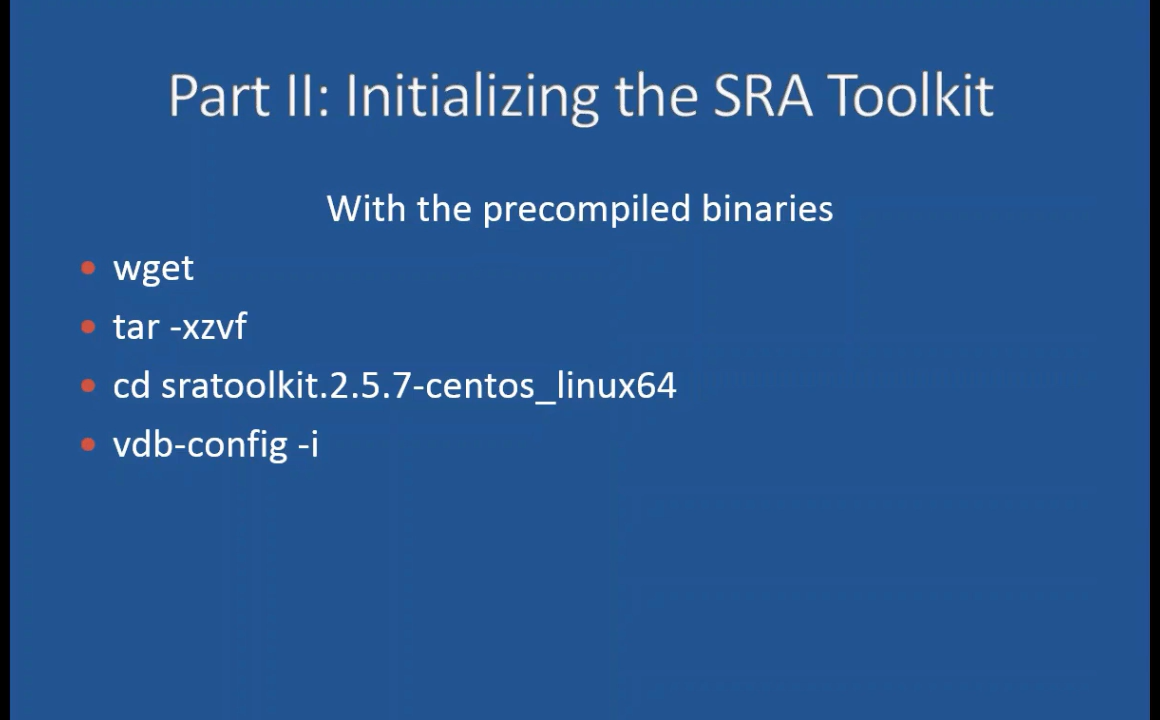 Part II: Initializing the SRA Toolkit
With the precompiled binaries
• wget
• tar -xzvf
• cd sratoolkit.2.5.7-centos_linux64
• vdb-config -i